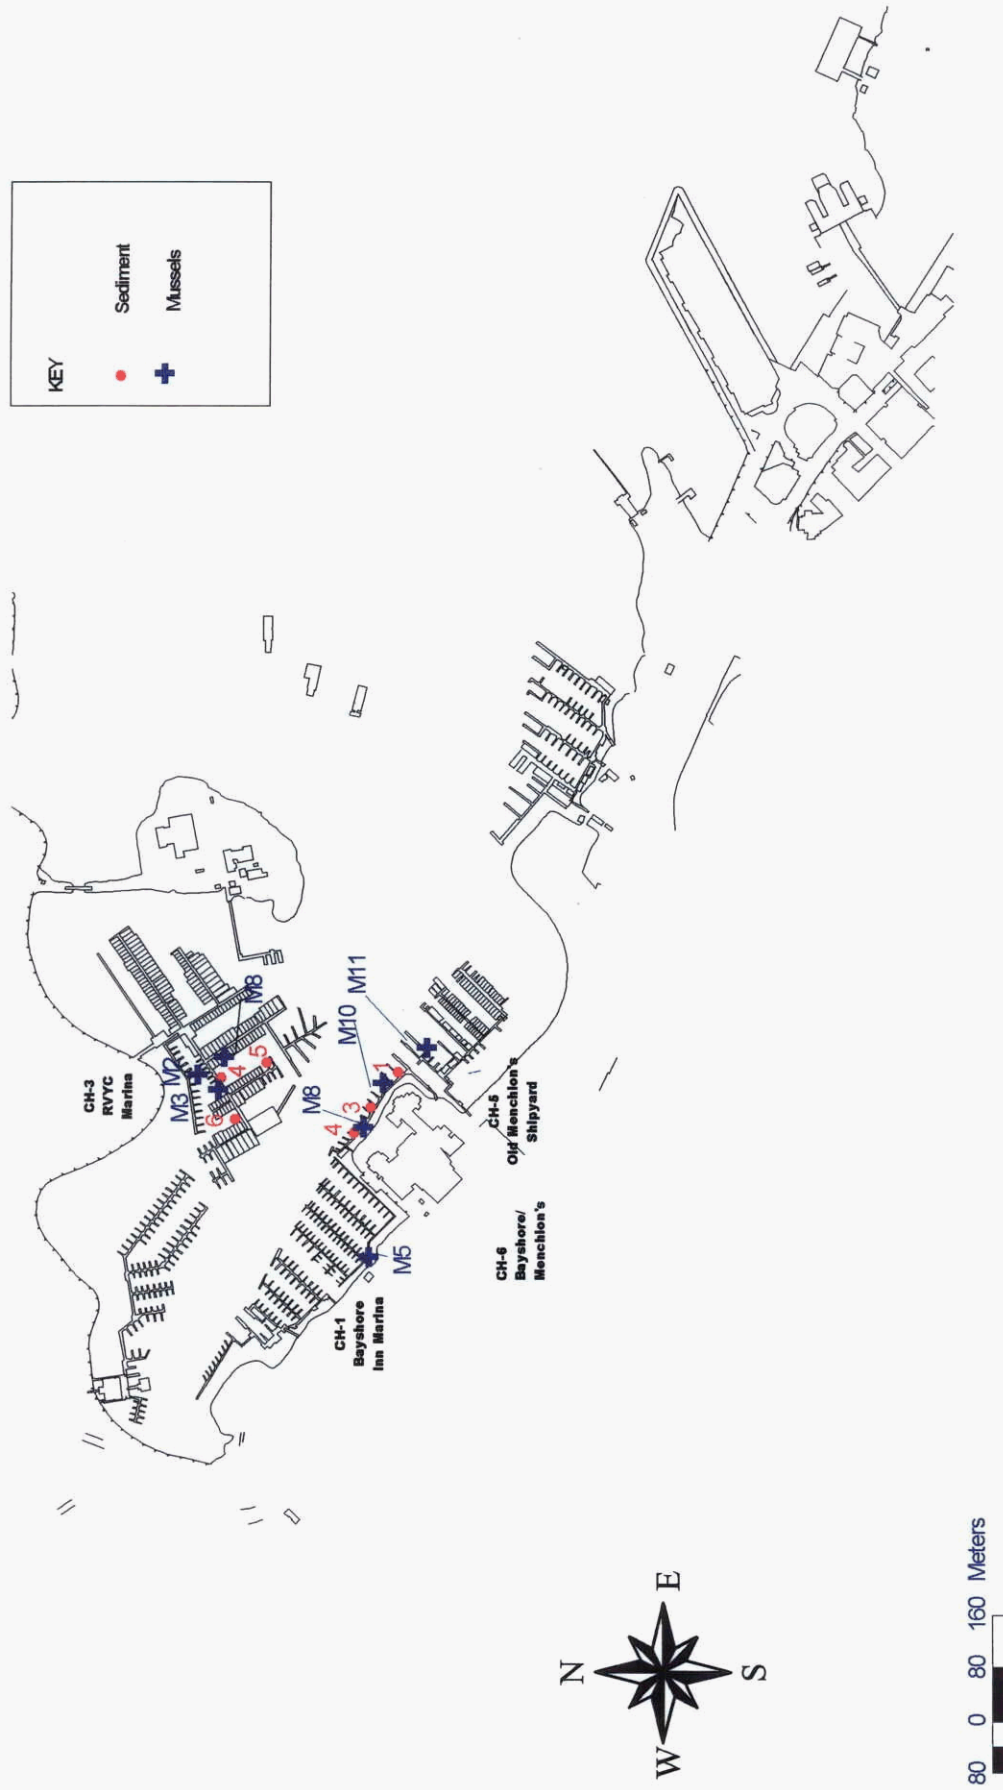 KEY
Sediment
Mussels
CH-3
RVYC
Marina
M3
M2
M8
6
4
5
M8
M10
M11
4
3
1
CH-1
Bayshore
Inn Marina
M5
CH-6
Bayshore/
Menchion's
CH-5
Old Menchion's
Shipyard
N
W
E
S
80 0 80 160 Meters